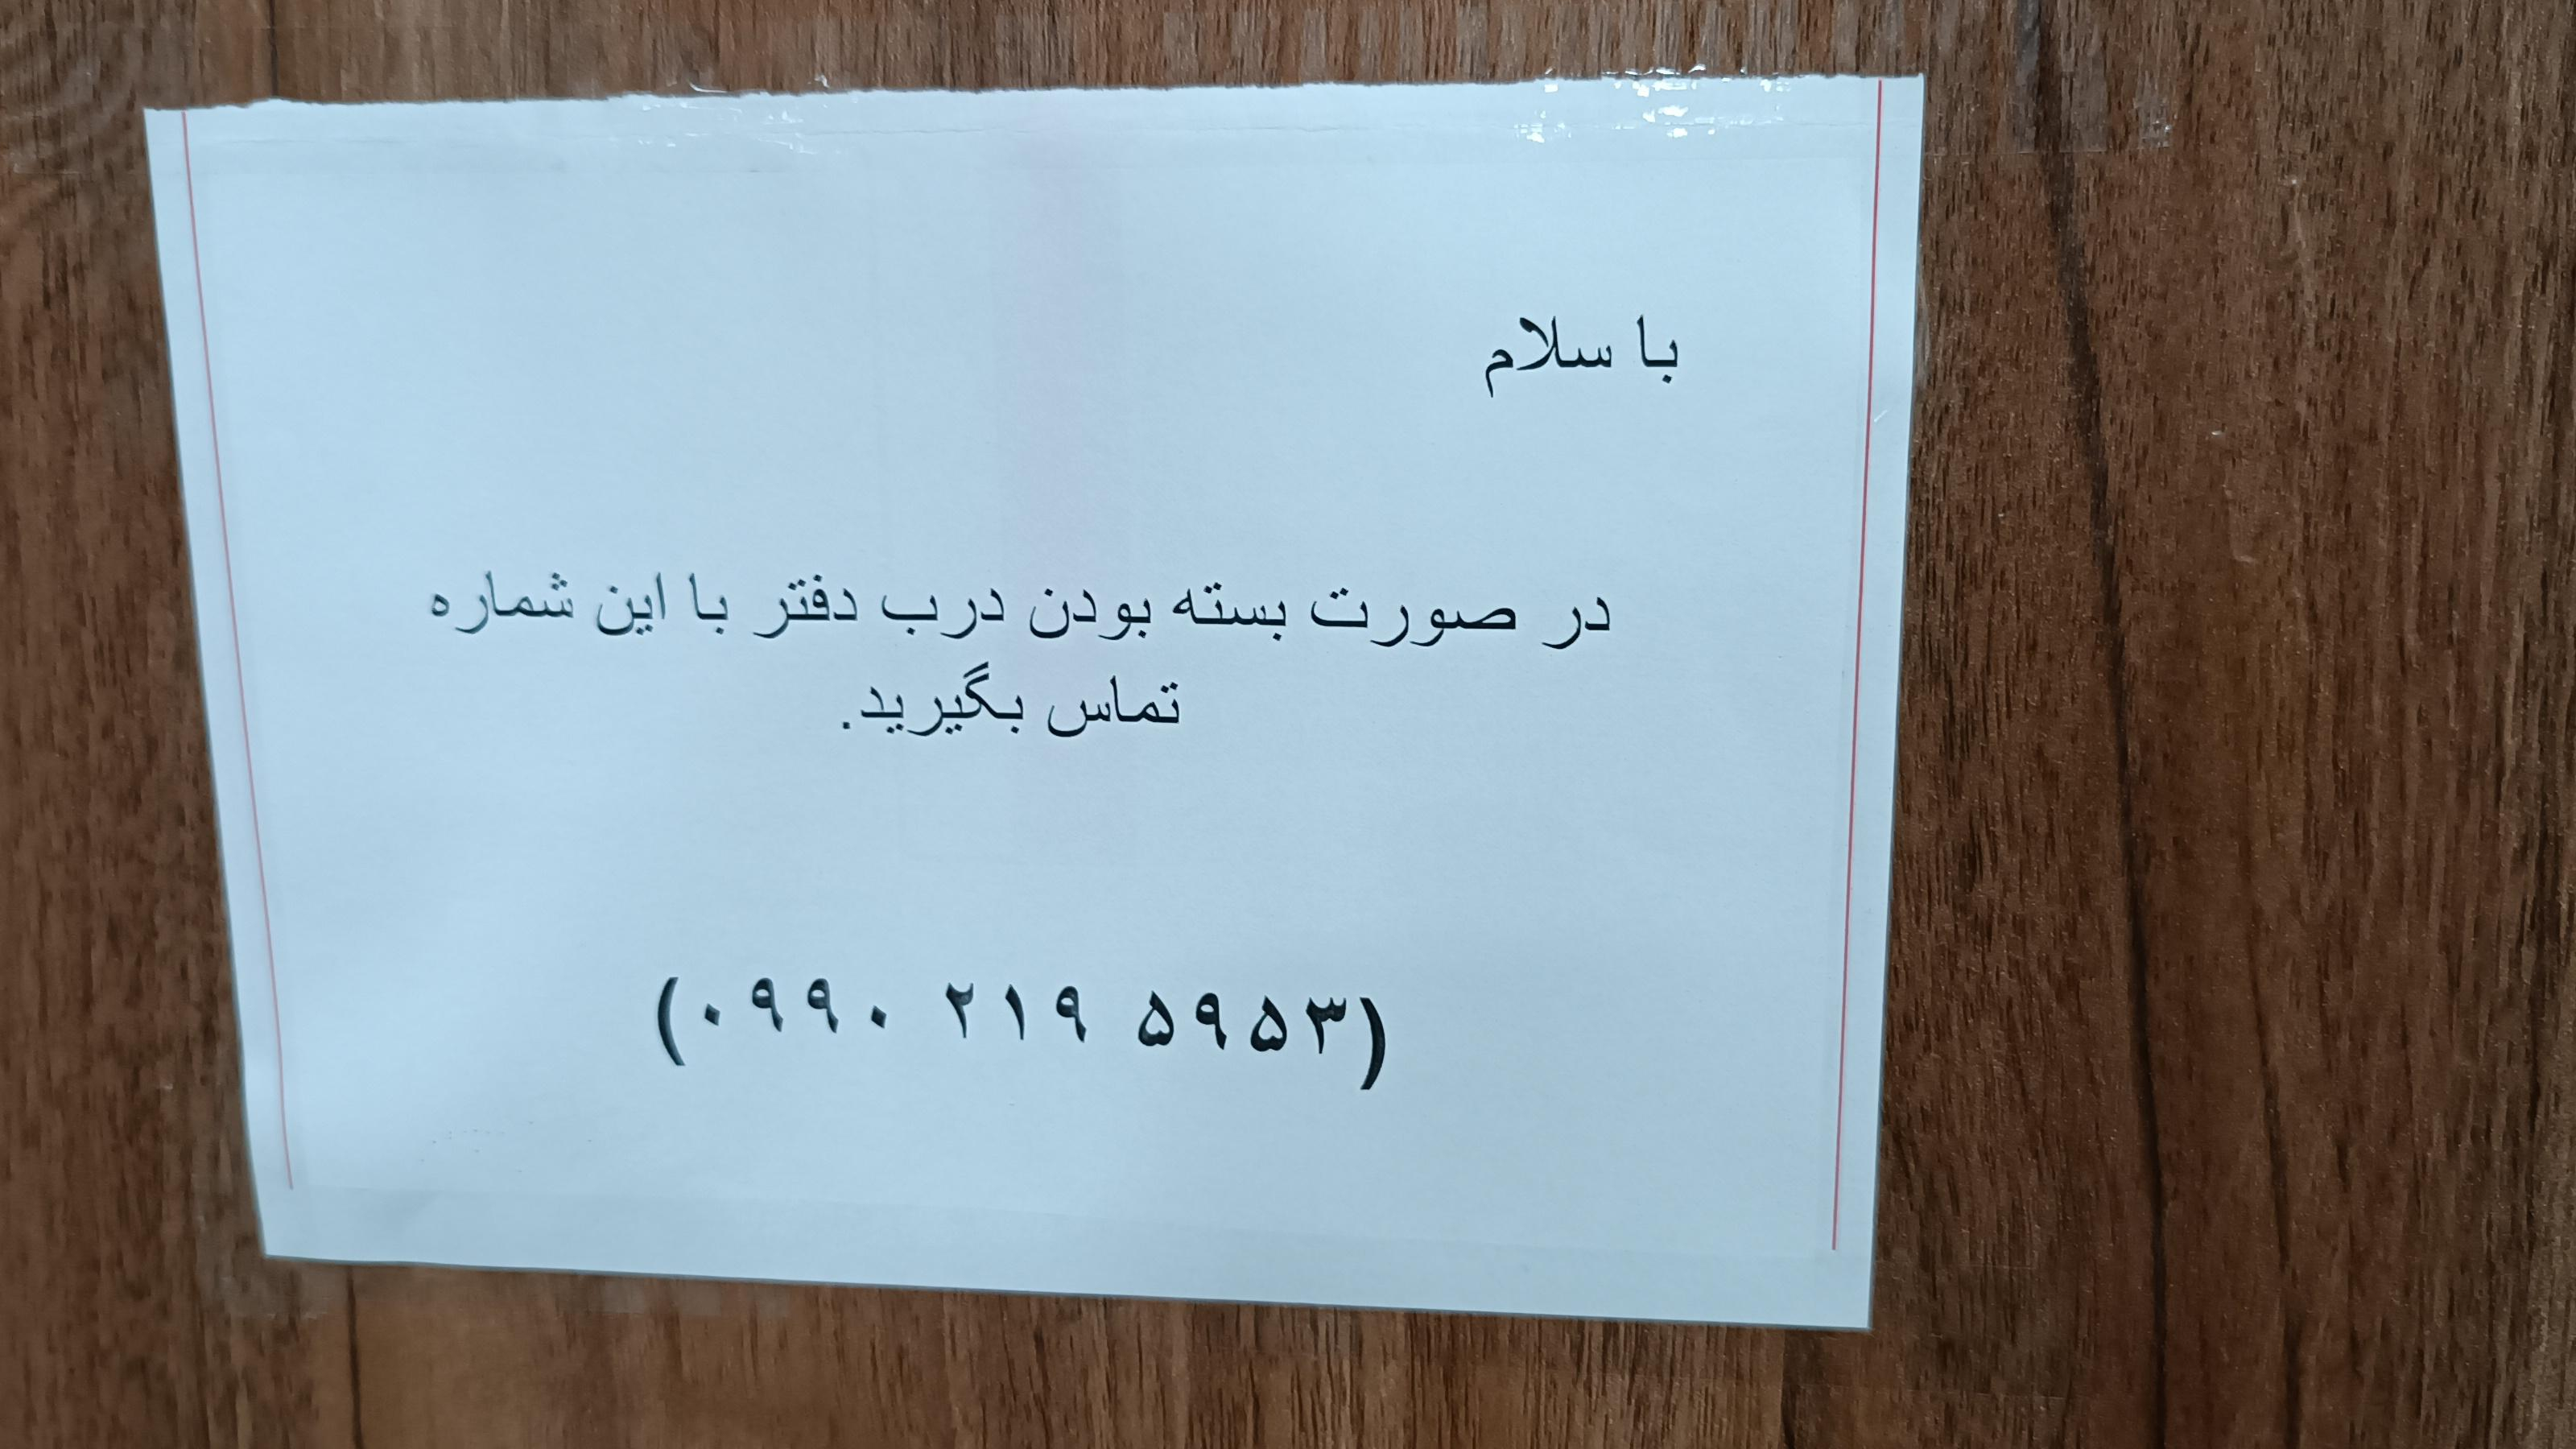 با سلام
در صورت بسته بودن درب دفتر با این شماره
تماس بگیرید.
(۰۹۹۰ ۲۱۹ ۵۹۵۳)